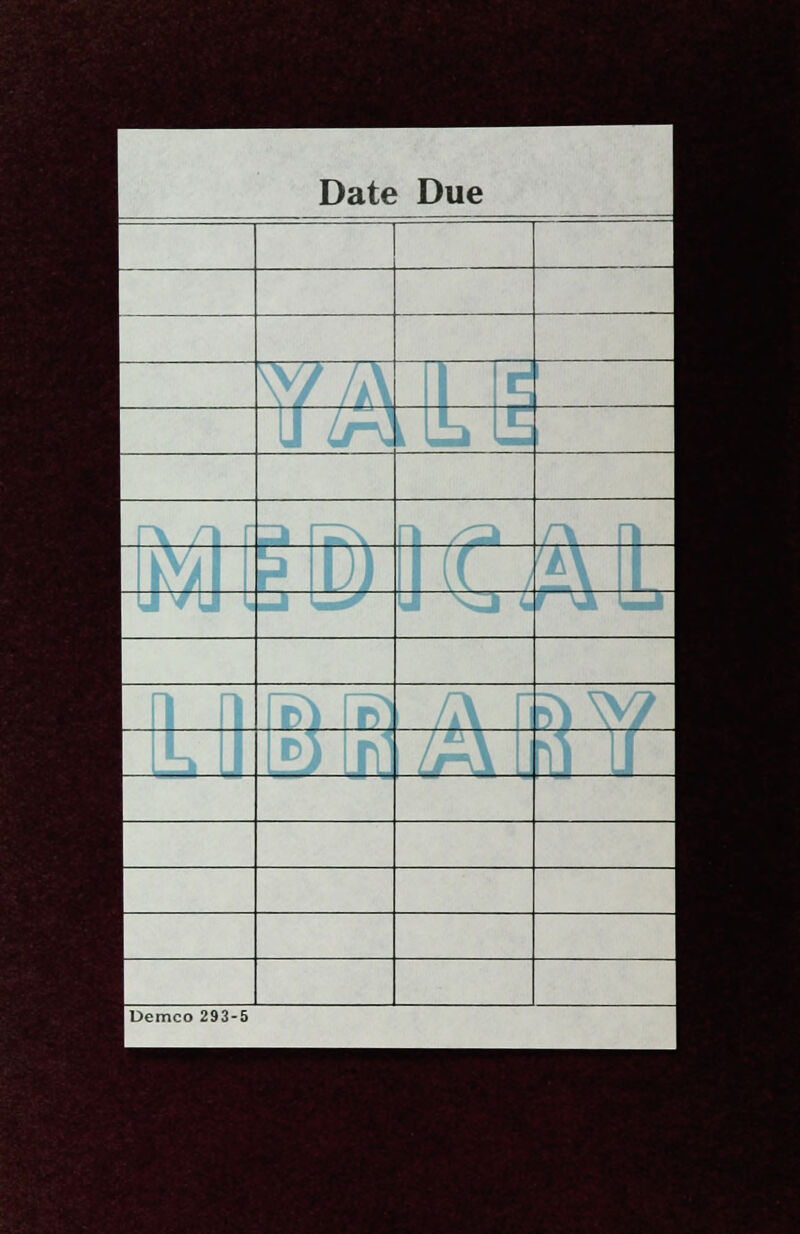 Date Due
YALE
MEDICAL
LIBRARY
Demco 293-5